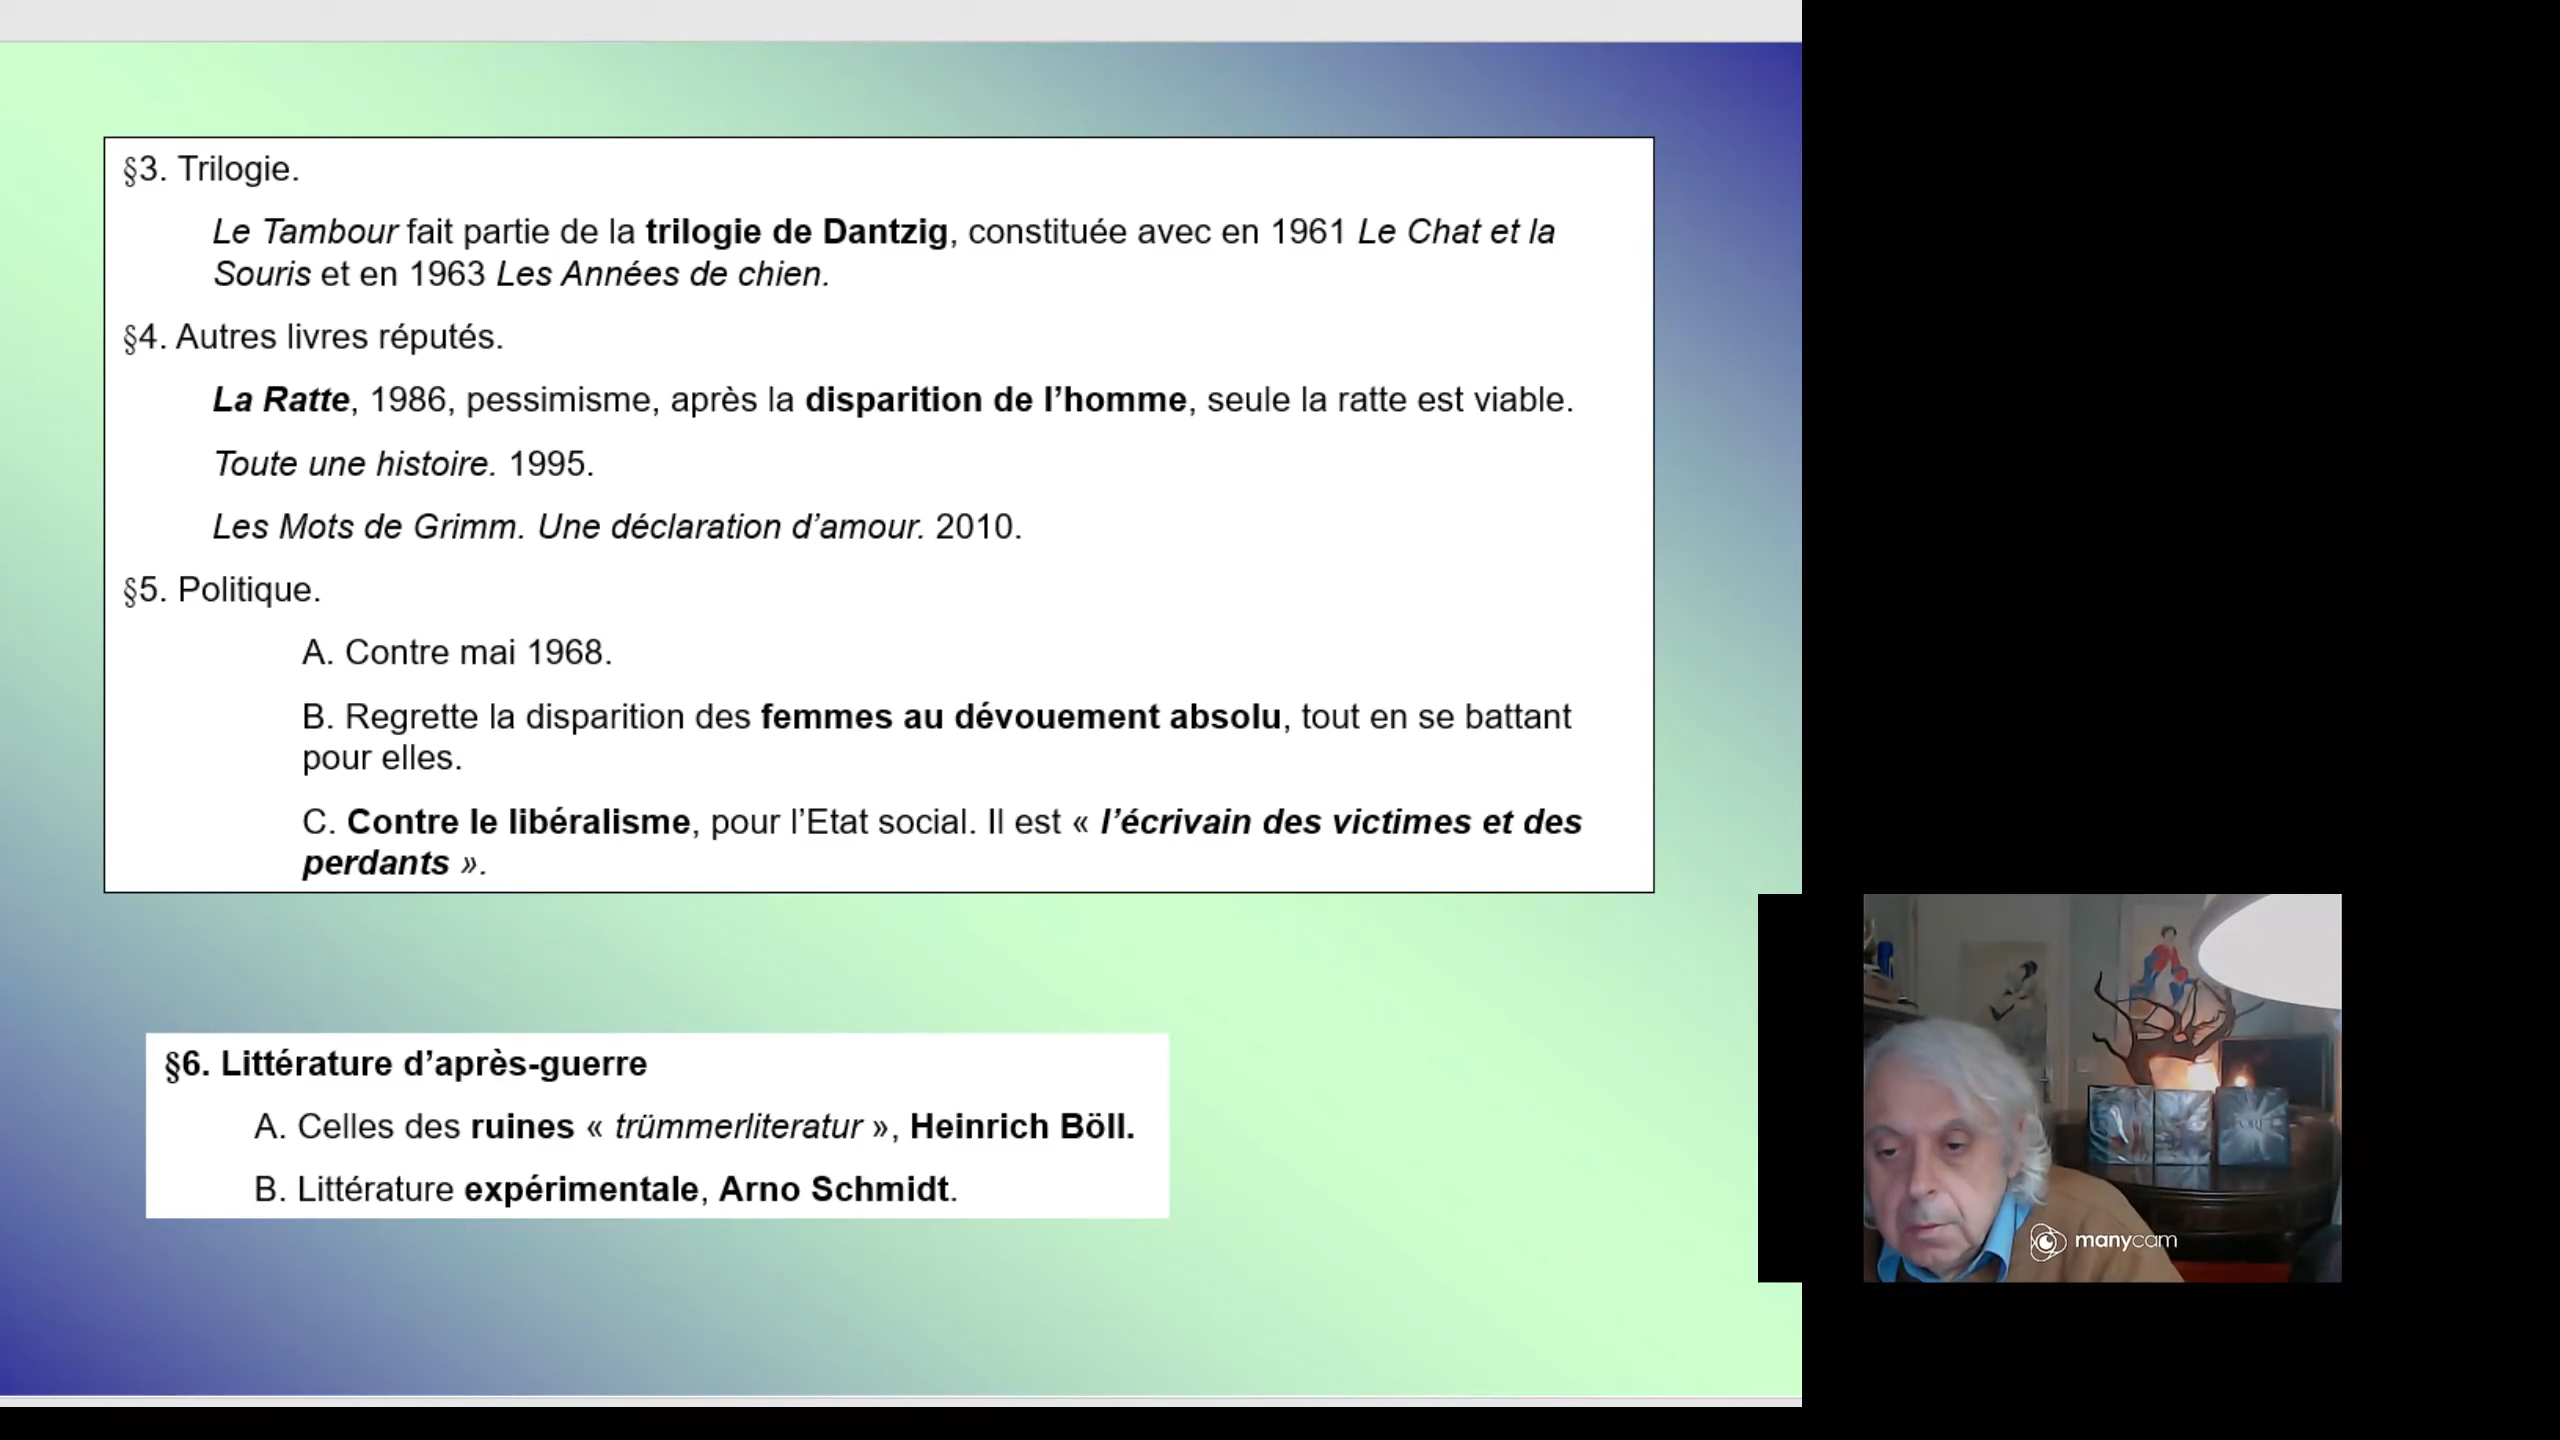 §3. Trilogie.
Le Tambour fait partie de la trilogie de Dantzig, constituée avec en 1961 Le Chat et la
Souris et en 1963 Les Années de chien.
§4. Autres livres réputés.
La Ratte, 1986, pessimisme, après la disparition de l’homme, seule la ratte est viable.
Toute une histoire. 1995.
Les Mots de Grimm. Une déclaration d’amour. 2010.
§5. Politique.
A. Contre mai 1968.
B. Regrette la disparition des femmes au dévouement absolu, tout en se battant
pour elles.
C. Contre le libéralisme, pour l’Etat social. Il est « l’écrivain des victimes et des
perdants ».
§6. Littérature d’après-guerre
A. Celles des ruines « trümmerliteratur », Heinrich Böll.
B. Littérature expérimentale, Arno Schmidt.
manycam